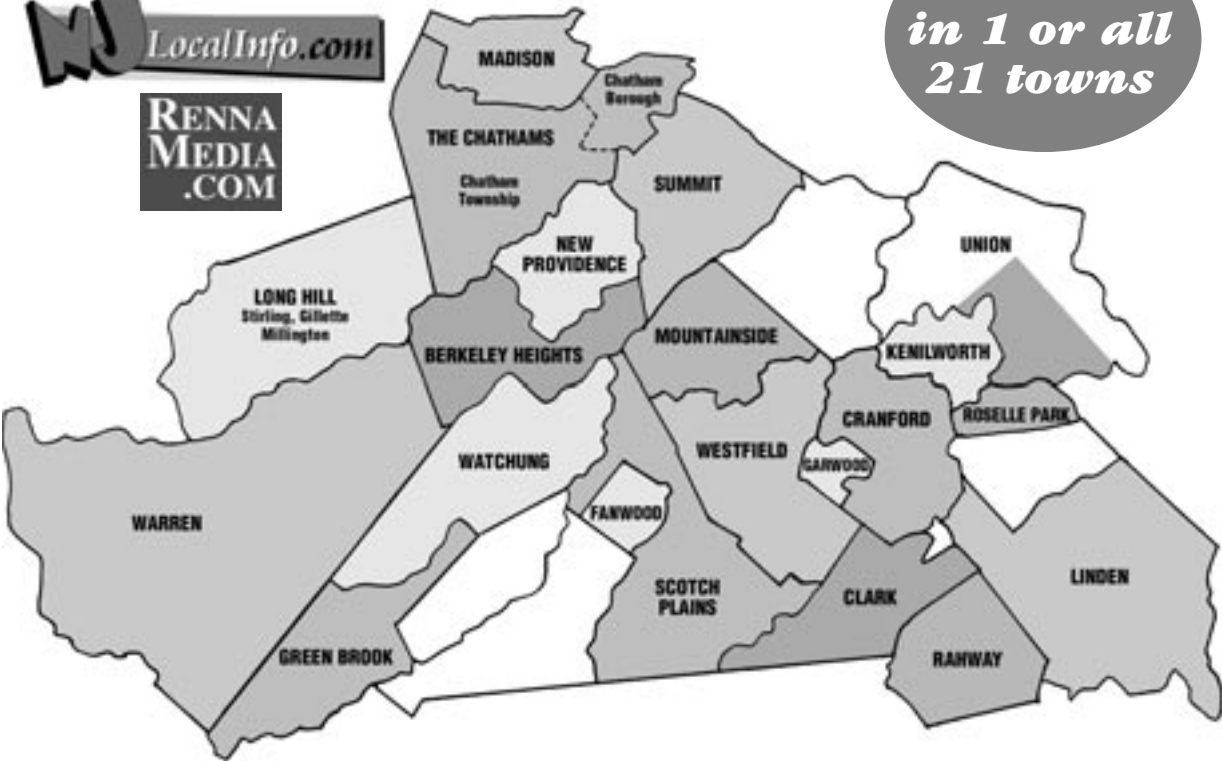 NJ LocalInfo.com
RENNA
MEDIA
.COM
in 1 or all
21 towns
MADISON
Chatham
Borough
THE CHATHAMS
Chatham
Township
SUMMIT
NEW
PROVIDENCE
UNION
LONG HILL
Stirling, Gillette
Millington
BERKELEY HEIGHTS
MOUNTAINSIDE
KENILWORTH
CRANFORD
ROSELLE PARK
WATCHUNG
WESTFIELD
GARWOOD
WARREN
FANWOOD
SCOTCH
PLAINS
CLARK
LINDEN
GREEN BROOK
RAHWAY